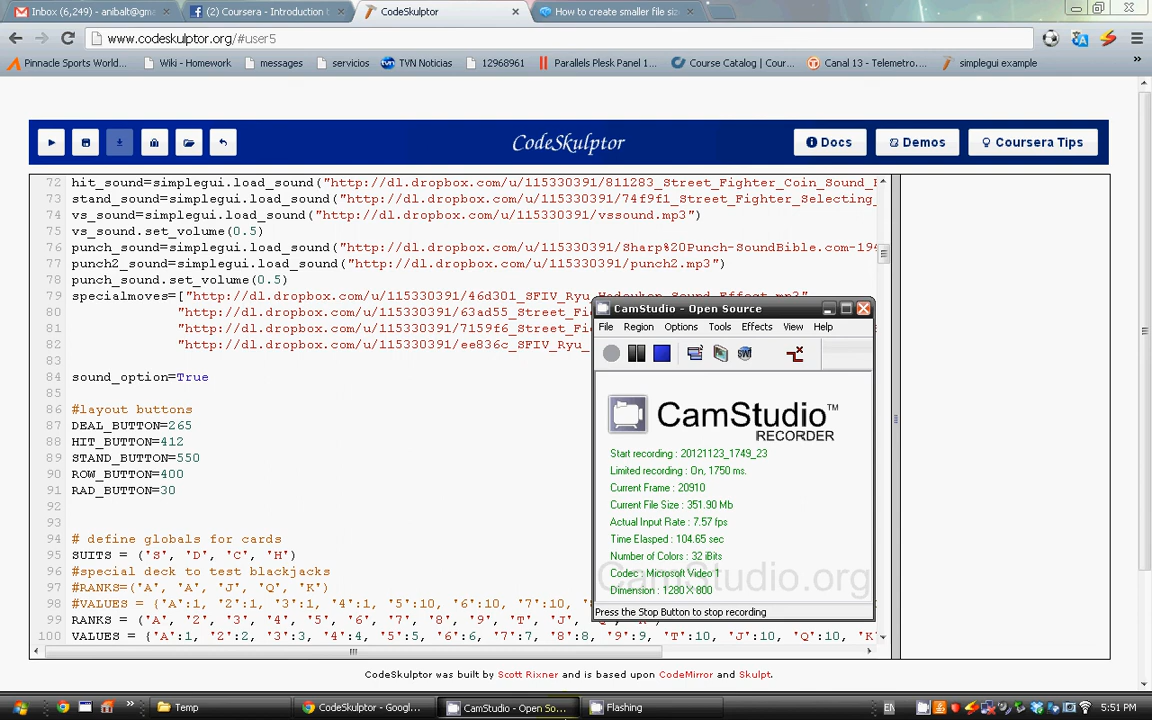 Inbox (6,249) - anibalt@gma
(2) Coursera - Introduction t
CodeSkulptor
How to create smaller file siz
www.codeskulptor.org/#user5
Pinnacle Sports World...
Wiki - Homework
messages
servicios
TVN Noticias
12968961
Parallels Plesk Panel 1...
Course Catalog | Cour...
Canal 13 - Telemetro....
simplegui example
»
CodeSkulptor
Docs
Demos
Coursera Tips
72 hit_sound=simplegui.load_sound("http://dl.dropbox.com/u/115330391/811283_Street_Fighter_Coin_Sound_
73 stand_sound=simplegui.load_sound("http://dl.dropbox.com/u/115330391/74f9f1_Street_Fighter_Selecting_
74 vs_sound=simplegui.load_sound("http://dl.dropbox.com/u/115330391/vssound.mp3")
75 vs_sound.set_volume(0.5)
76 punch_sound=simplegui.load_sound("http://dl.dropbox.com/u/115330391/Sharp%20Punch-SoundBible.com-194
77 punch2_sound=simplegui.load_sound("http://dl.dropbox.com/u/115330391/punch2.mp3")
78 punch_sound.set_volume(0.5)
79 specialmoves=["http://dl.dropbox.com/u/115330391/46d301_SFIV_Ryu_Hadouken_Sound_Effect.mp3"
80 "http://dl.dropbox.com/u/115330391/63ad55_Street_Fi
81 "http://dl.dropbox.com/u/115330391/7159f6_Street_Fi
82 "http://dl.dropbox.com/u/115330391/ee836c_SFIV_Ryu_
83
84 sound_option=True
85
86 #layout buttons
87 DEAL_BUTTON=265
88 HIT_BUTTON=412
89 STAND_BUTTON=550
90 ROW_BUTTON=400
91 RAD_BUTTON=30
92
93
94 # define globals for cards
95 SUITS = ('S', 'D', 'C', 'H')
96 #special deck to test blackjacks
97 #RANKS=('A', 'A', 'J', 'Q', 'K')
98 #VALUES = {'A':1, '2':1, '3':1, '4':1, '5':10, '6':10, '7':10,
99 RANKS = ('A', '2', '3', '4', '5', '6', '7', '8', '9', 'T', 'J', 'Q', 'K')
100 VALUES = {'A':1, '2':2, '3':3, '4':4, '5':5, '6':6, '7':7, '8':8, '9':9, 'T':10, 'J':10, 'Q':10, 'K'
CamStudio - Open Source
File Region Options Tools Effects View Help
CamStudio™
RECORDER
Start recording : 20121123_1749_23
Limited recording : On, 1750 ms.
Current Frame : 20910
Current File Size : 351.90 Mb
Actual Input Rate : 7.57 fps
Time Elasped : 104.65 sec
Number of Colors : 32 iBits
Codec : Microsoft Video 1
Dimension : 1280 X 800
CamStudio.org
Press the Stop Button to stop recording
CodeSkulptor was built by Scott Rixner and is based upon CodeMirror and Skulpt.
»
Temp
CodeSkulptor - Googl...
CamStudio - Open So...
Flashing
EN
5:51 PM